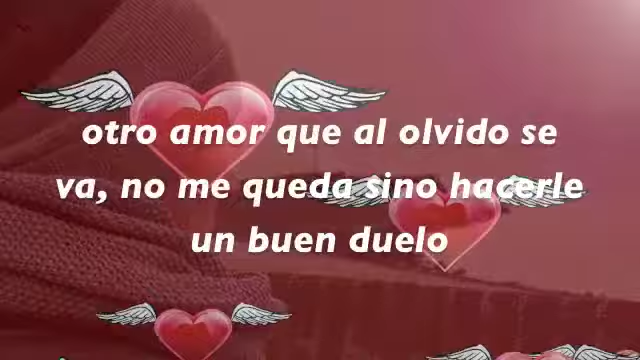 otro amor que al olvido se
va, no me queda sino hacerle
un buen duelo